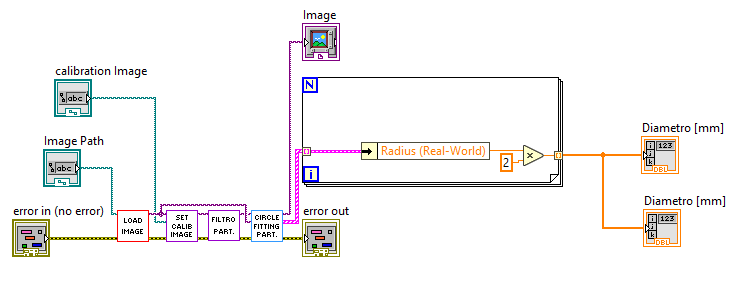 Image
calibration Image
abc
Image Path
abc
error in (no error)
LOAD
IMAGE
SET
CALIB
IMAGE
FILTRO
PART.
CIRCLE
FITTING
PART.
error out
N
i
Radius (Real-World)
2
x
Diametro [mm]
i
j
k
123
DBL
Diametro [mm]
i
j
k
123
DBL